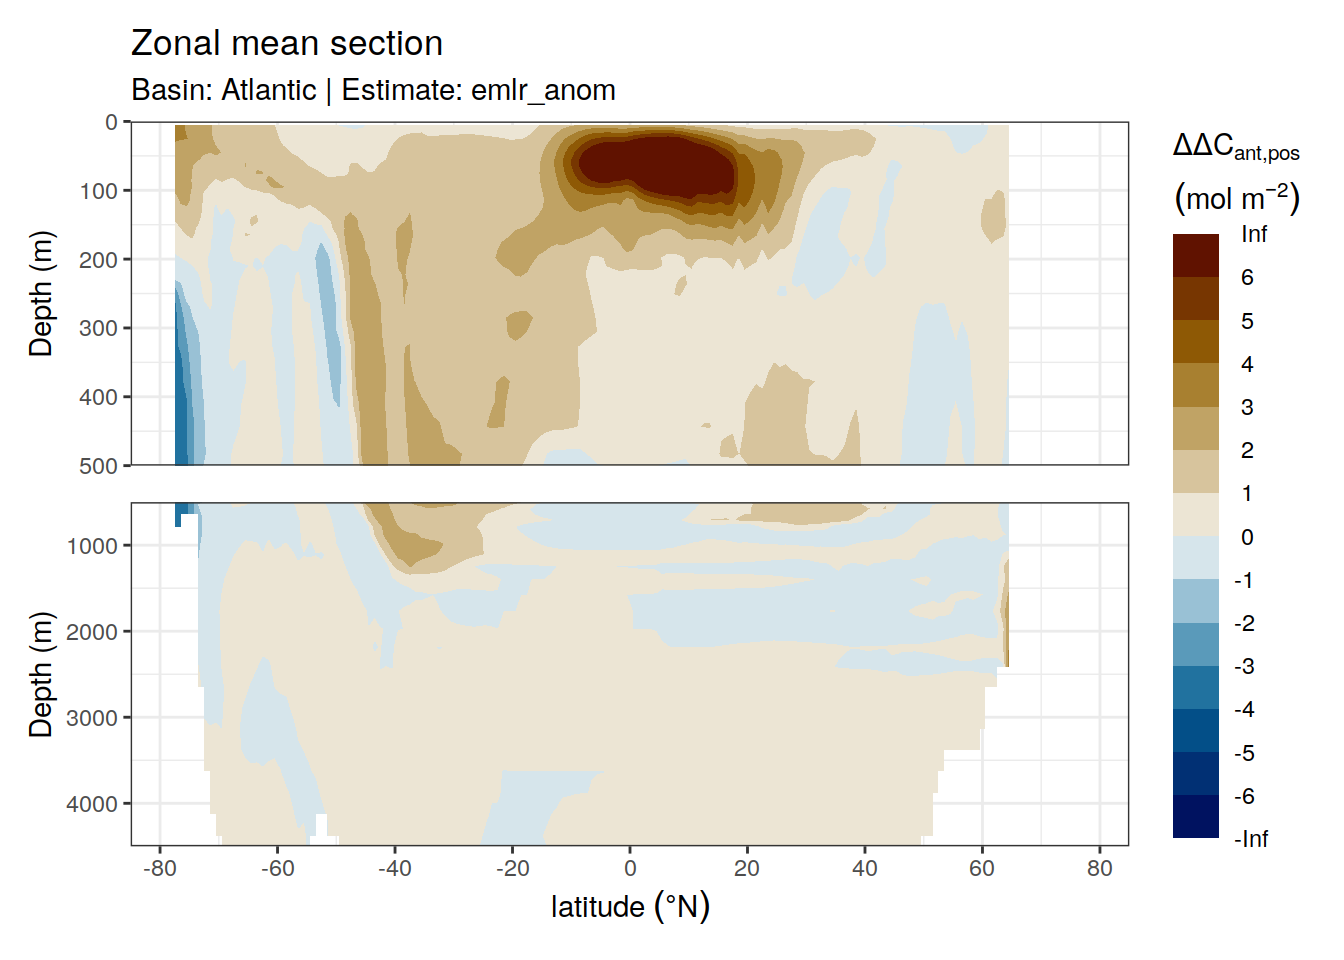 Zonal mean section
Basin: Atlantic | Estimate: emlr_anom
0
100
200
300
400
500
Depth (m)
1000
2000
3000
4000
Depth (m)
-80 -60 -40 -20 0 20 40 60 80
latitude (°N)
ΔΔCant,pos
(mol m−2)
Inf
6
5
4
3
2
1
0
-1
-2
-3
-4
-5
-6
-Inf